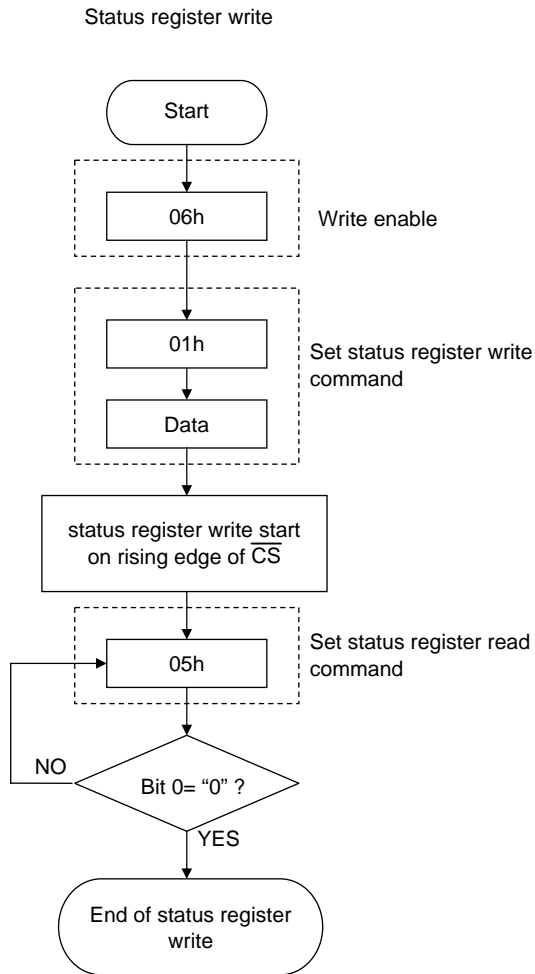 Status register write
Start
06h
Write enable
01h
Set status register write
command
Data
status register write start
on rising edge of C̅S̅
05h
Set status register read
command
NO
Bit 0= “0” ?
YES
End of status register
write